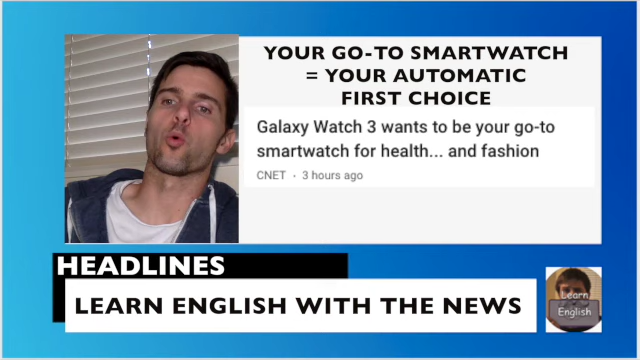 YOUR GO-TO SMARTWATCH
= YOUR AUTOMATIC
FIRST CHOICE
Galaxy Watch 3 wants to be your go-to
smartwatch for health... and fashion
CNET · 3 hours ago
HEADLINES
LEARN ENGLISH WITH THE NEWS
Learn
English